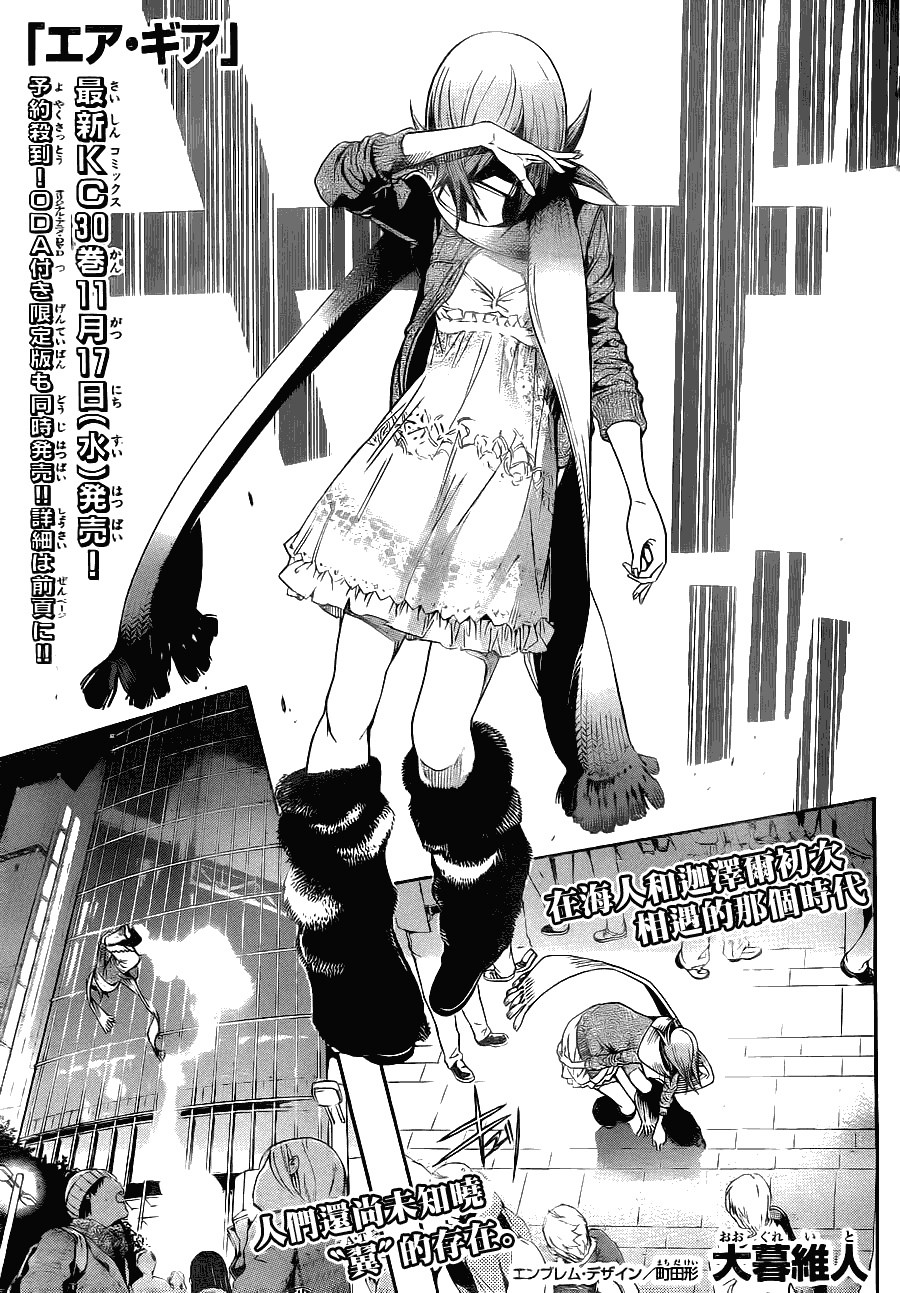 「エア・ギア」
最新KC30巻11月17日(水)発売!
予約殺到!ODA付き限定版も同時発売!!詳細は前頁に!!
在海人和迦澤爾初次
相遇的那個時代
人們還尚未知曉
“翼”的存在。
大暮維人
エンブレム・デザイン/町田形